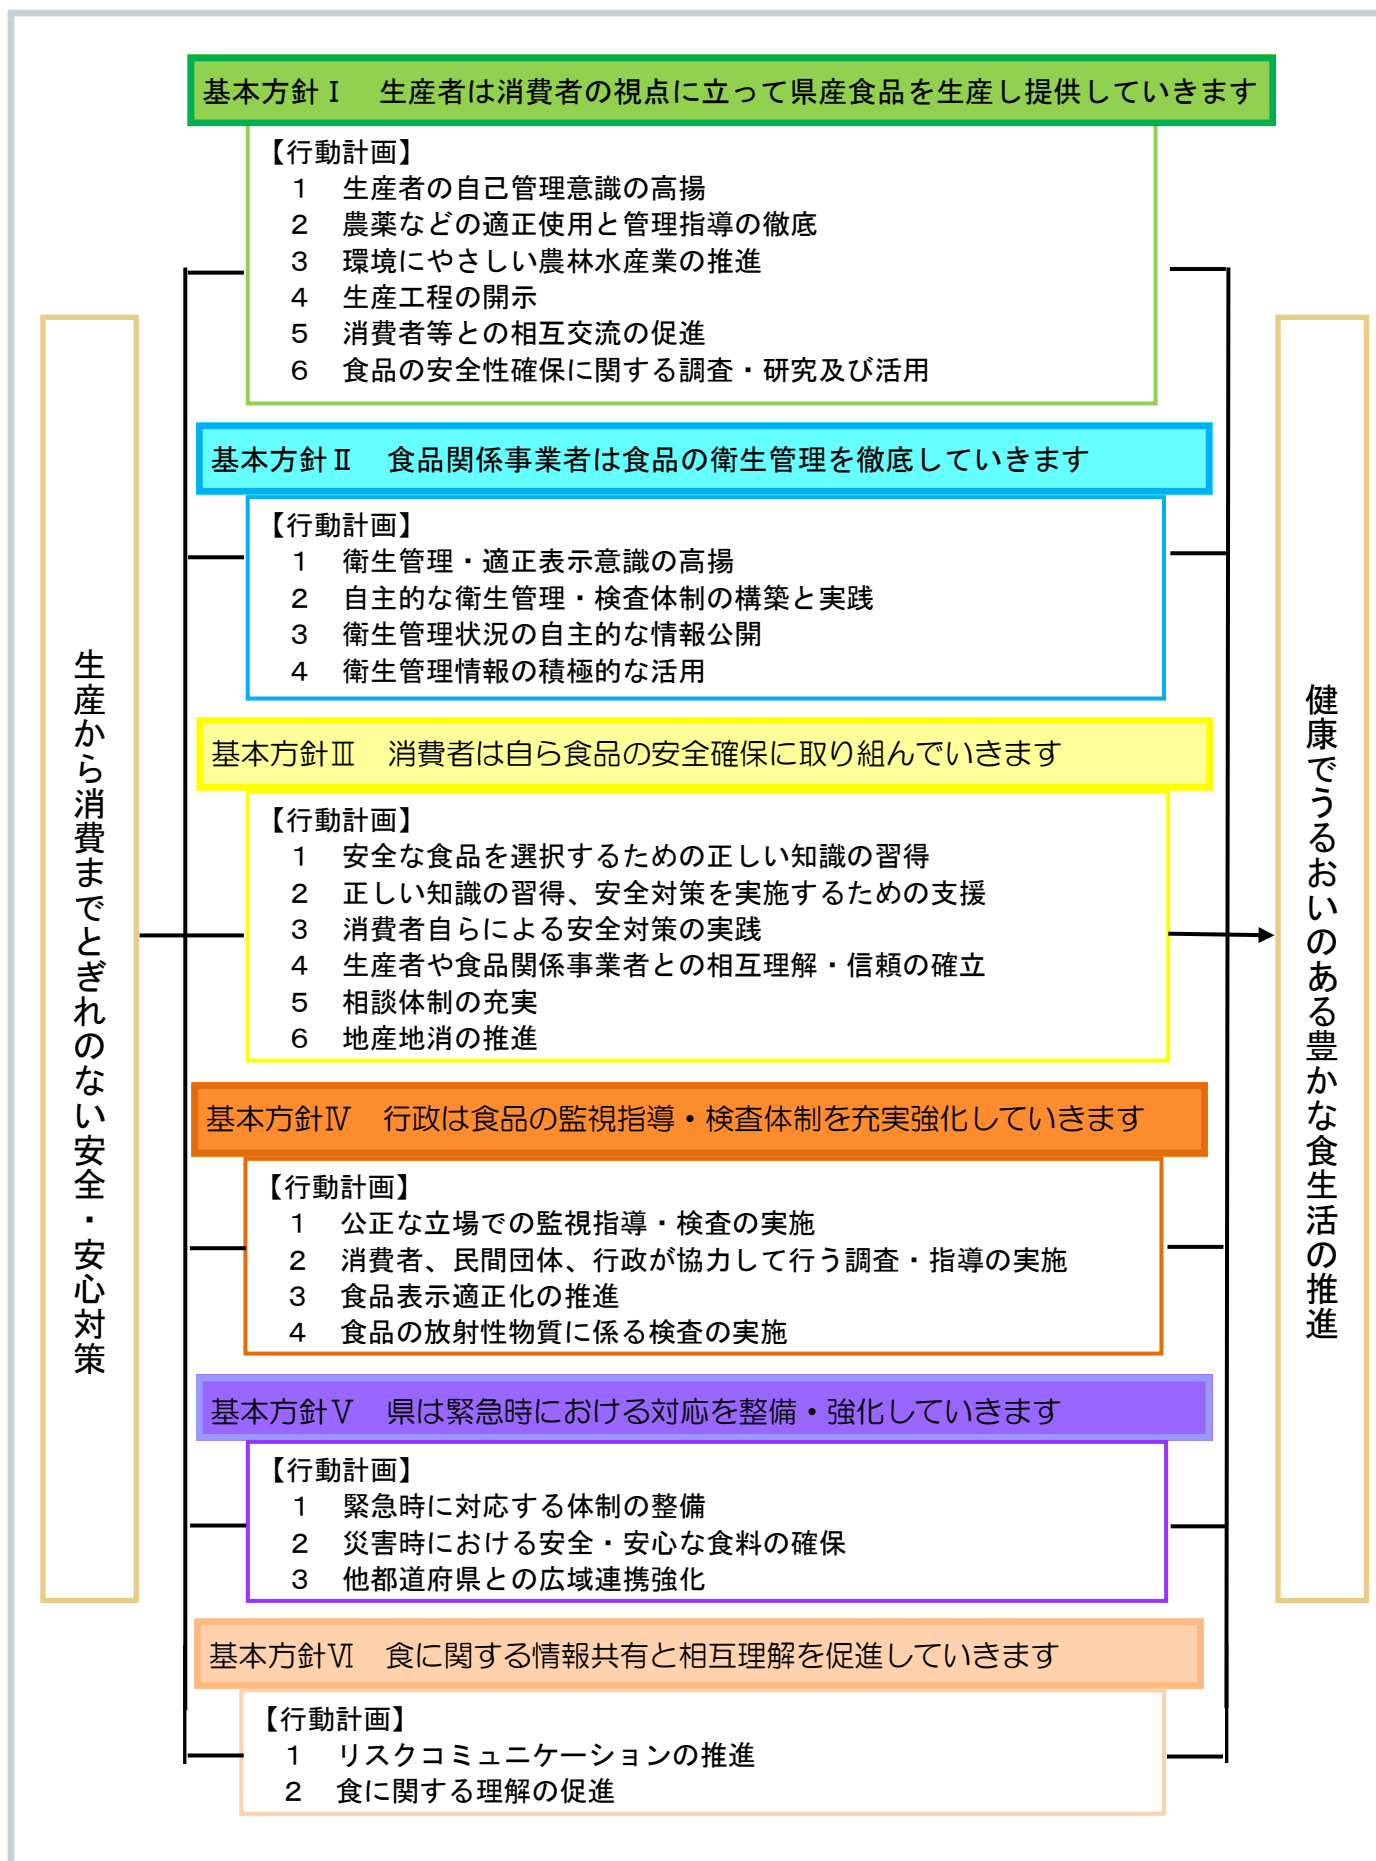 基本方針Ⅰ　生産者は消費者の視点に立って県産食品を生産し提供していきます
【行動計画】
1　生産者の自己管理意識の高揚
2　農薬などの適正使用と管理指導の徹底
3　環境にやさしい農林水産業の推進
4　生産工程の開示
5　消費者等との相互交流の促進
6　食品の安全性確保に関する調査・研究及び活用
基本方針Ⅱ　食品関係事業者は食品の衛生管理を徹底していきます
【行動計画】
1　衛生管理・適正表示意識の高揚
2　自主的な衛生管理・検査体制の構築と実践
3　衛生管理状況の自主的な情報公開
4　衛生管理情報の積極的な活用
生産から消費までとぎれのない安全・安心対策
基本方針Ⅲ　消費者は自ら食品の安全確保に取り組んでいきます
【行動計画】
1　安全な食品を選択するための正しい知識の習得
2　正しい知識の習得、安全対策を実施するための支援
3　消費者自らによる安全対策の実践
4　生産者や食品関係事業者との相互理解・信頼の確立
5　相談体制の充実
6　地産地消の推進
健康でうるおいのある豊かな食生活の推進
基本方針Ⅳ　行政は食品の監視指導・検査体制を充実強化していきます
【行動計画】
1　公正な立場での監視指導・検査の実施
2　消費者、民間団体、行政が協力して行う調査・指導の実施
3　食品表示適正化の推進
4　食品の放射性物質に係る検査の実施
基本方針Ⅴ　県は緊急時における対応を整備・強化していきます
【行動計画】
1　緊急時に対応する体制の整備
2　災害時における安全・安心な食料の確保
3　他都道府県との広域連携強化
基本方針Ⅵ　食に関する情報共有と相互理解を促進していきます
【行動計画】
1　リスクコミュニケーションの推進
2　食に関する理解の促進